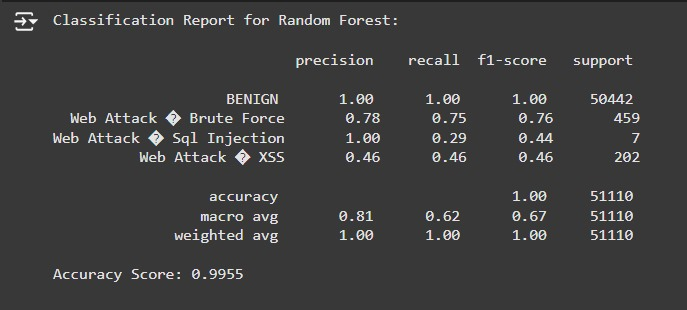 Classification Report for Random Forest:
precision recall f1-score support
BENIGN 1.00 1.00 1.00 50442
Web Attack � Brute Force 0.78 0.75 0.76 459
Web Attack � Sql Injection 1.00 0.29 0.44 7
Web Attack � XSS 0.46 0.46 0.46 202
accuracy 1.00 51110
macro avg 0.81 0.62 0.67 51110
weighted avg 1.00 1.00 1.00 51110
Accuracy Score: 0.9955